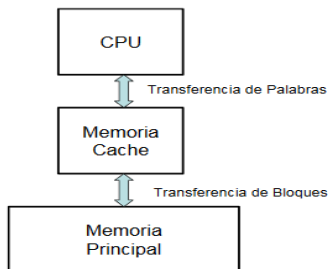 CPU
Transferencia de Palabras
Memoria
Cache
Transferencia de Bloques
Memoria
Principal